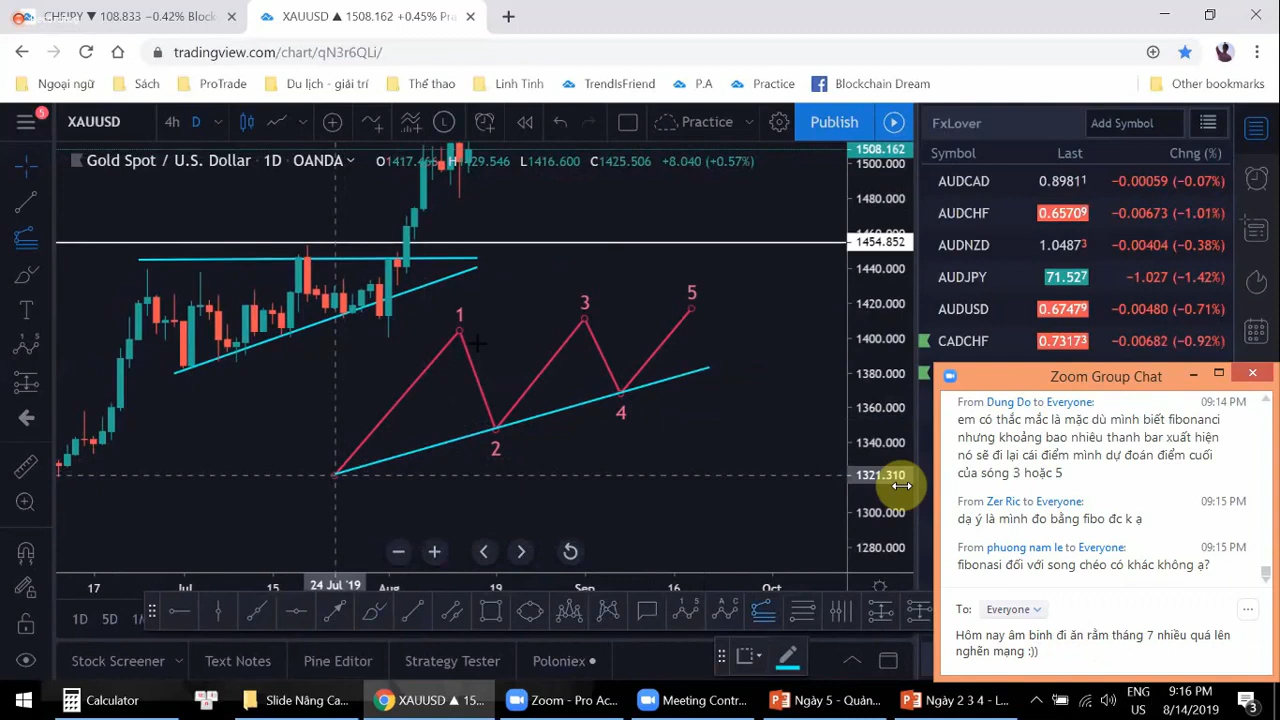 CHFJPY ▼ 108.833 −0.42% Block
XAUUSD ▲ 1508.162 +0.45% Proc
tradingview.com/chart/qN3r6QLi/
Ngoại ngữ
Sách
ProTrade
Du lịch - giải trí
Thể thao
Linh Tinh
TrendIsFriend
P.A
Practice
Blockchain Dream
Other bookmarks
5
XAUUSD
4h
D
L
Practice
Publish
FxLover
Add Symbol
Gold Spot / U.S. Dollar 1D OANDA
L1416.600 C1425.506 +8.040 (+0.57%)
1508.162
1500.000
1480.000
1454.852
1440.000
1420.000
1400.000
1380.000
1360.000
1340.000
1321.310
1300.000
1280.000
1
2
3
4
5
17
Jul
15
24 Jul '19
Aug
19
Sep
16
Oct
Symbol Last Chng (%)
AUDCAD 0.89811 −0.00059 (−0.07%)
AUDCHF 0.65709 −0.00673 (−1.01%)
AUDNZD 1.04873 −0.00404 (−0.38%)
AUDJPY 71.527 −1.027 (−1.42%)
AUDUSD 0.67479 −0.00480 (−0.71%)
CADCHF 0.73173 −0.00682 (−0.92%)
Zoom Group Chat
From Dung Do to Everyone: 09:14 PM
em có thắc mắc là mặc dù mình biết fibonanci
nhưng khoảng bao nhiêu thanh bar xuất hiện
nó sẽ đi lại cái điểm mình dự đoán điểm cuối
của sóng 3 hoặc 5
From Zer Ric to Everyone: 09:15 PM
dạ ý là mình đo bằng fibo đc k ạ
From phuong nam le to Everyone: 09:15 PM
fibonasi đối với song chéo có khác không ạ?
To: Everyone
Hôm nay âm binh đi ăn rằm tháng 7 nhiều quá lên
nghẽn mạng :))
1D
5D
Stock Screener
Text Notes
Pine Editor
Strategy Tester
Poloniex
Calculator
Slide Nâng Ca...
XAUUSD ▲ 15...
Zoom - Pro Ac...
Meeting Contr...
Ngày 5 - Quản...
Ngày 2 3 4 - L...
ENG
US
9:16 PM
8/14/2019
3